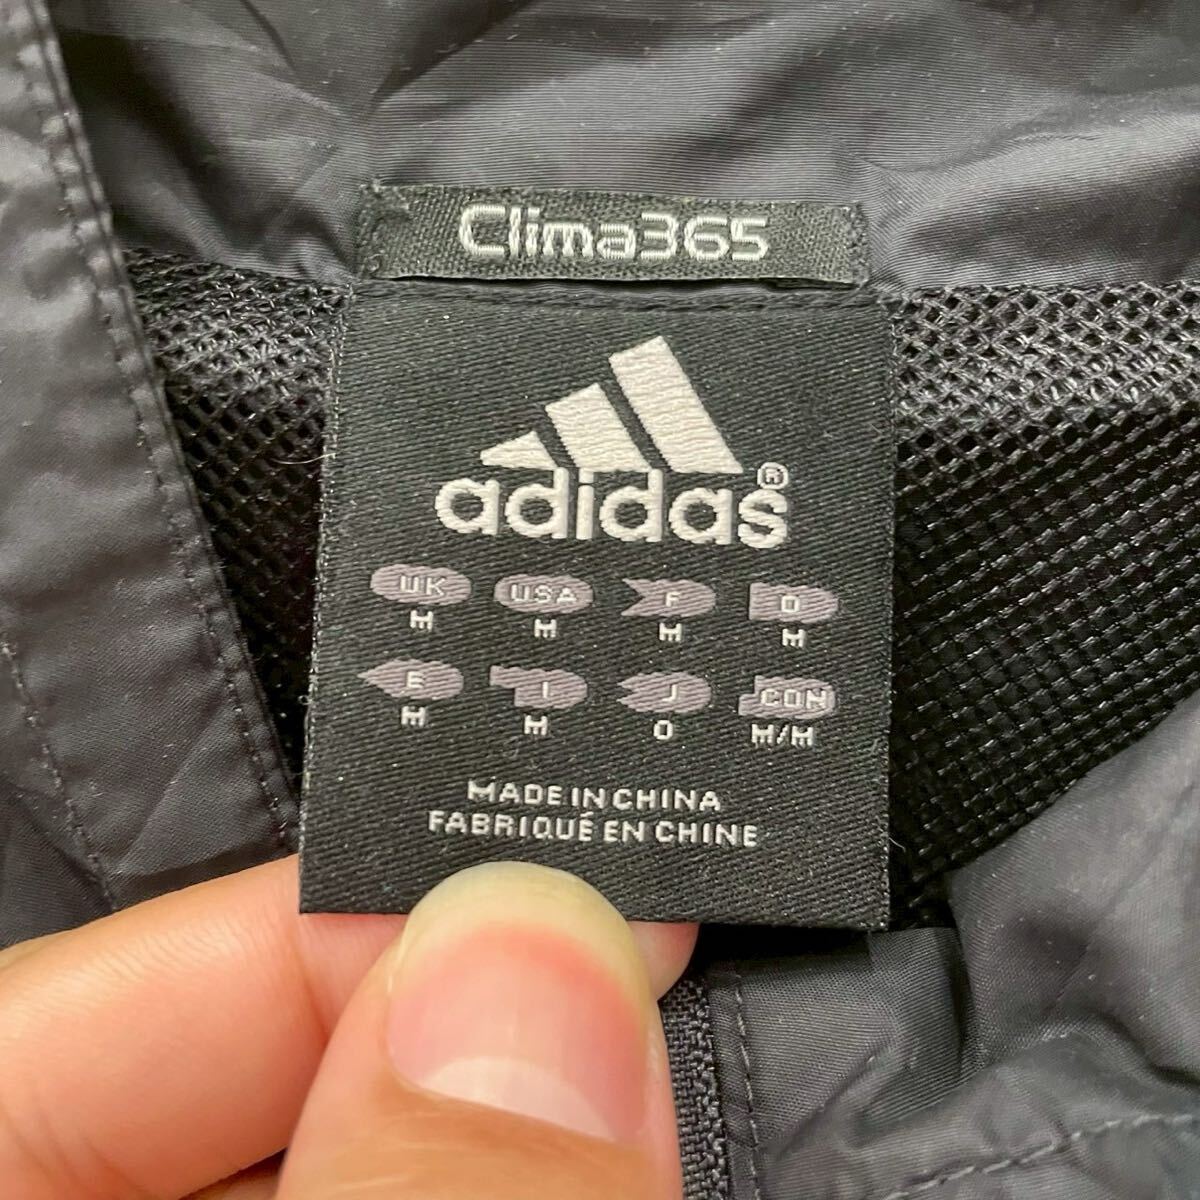 Clima365
adidas®
UK USA F D
M M M M
E I J CON
M M O M/M
MADE IN CHINA
FABRIQUÉ EN CHINE